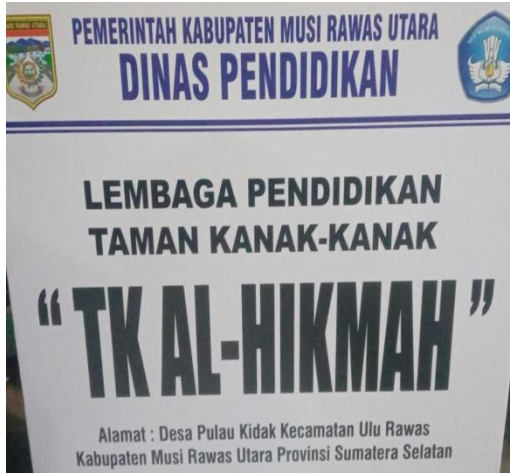 PEMERINTAH KABUPATEN MUSI RAWAS UTARA
DINAS PENDIDIKAN
LEMBAGA PENDIDIKAN
TAMAN KANAK-KANAK
“ TK AL-HIKMAH ”
Alamat : Desa Pulau Kidak Kecamatan Ulu Rawas
Kabupaten Musi Rawas Utara Provinsi Sumatera Selatan